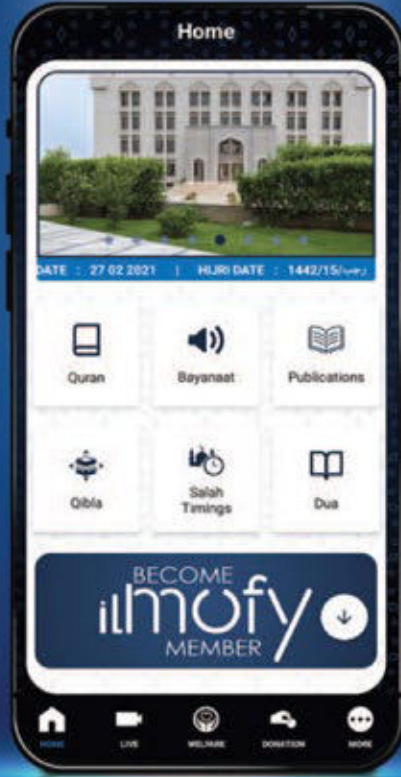 Home
DATE : 27 02 2021 | HIJRI DATE : 1442/15/رجب
Quran
Bayanaat
Publications
Qibla
Salah
Timings
Dua
BECOME
ilmofy
MEMBER
HOME
LIVE
WELFARE
DONATION
MORE